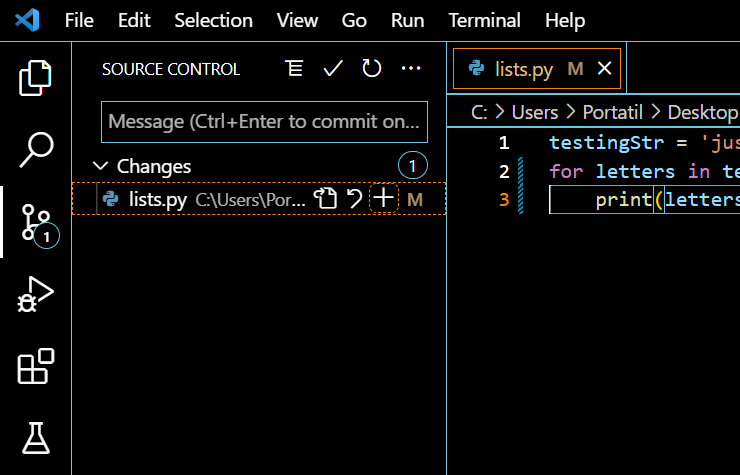 File Edit Selection View Go Run Terminal Help
SOURCE CONTROL
lists.py M
Message (Ctrl+Enter to commit on...
C: > Users > Portatil > Desktop
Changes 1
lists.py C:\Users\Por... M
1
1 testingStr = 'jus
2 for letters in te
3 print(letters